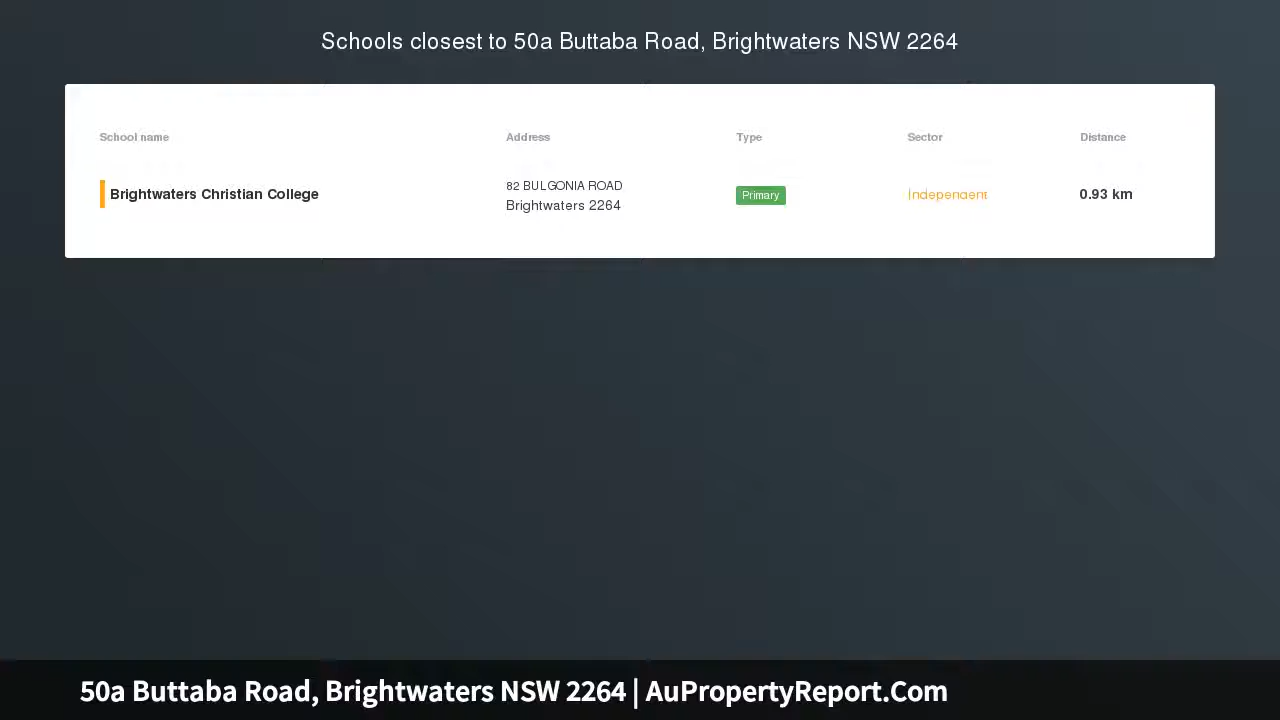 Schools closest to 50a Buttaba Road, Brightwaters NSW 2264
School name Address Type Sector Distance
Brightwaters Christian College 82 BULGONIA ROAD Brightwaters 2264 Primary Independent 0.93 km
50a Buttaba Road, Brightwaters NSW 2264 | AuPropertyReport.Com